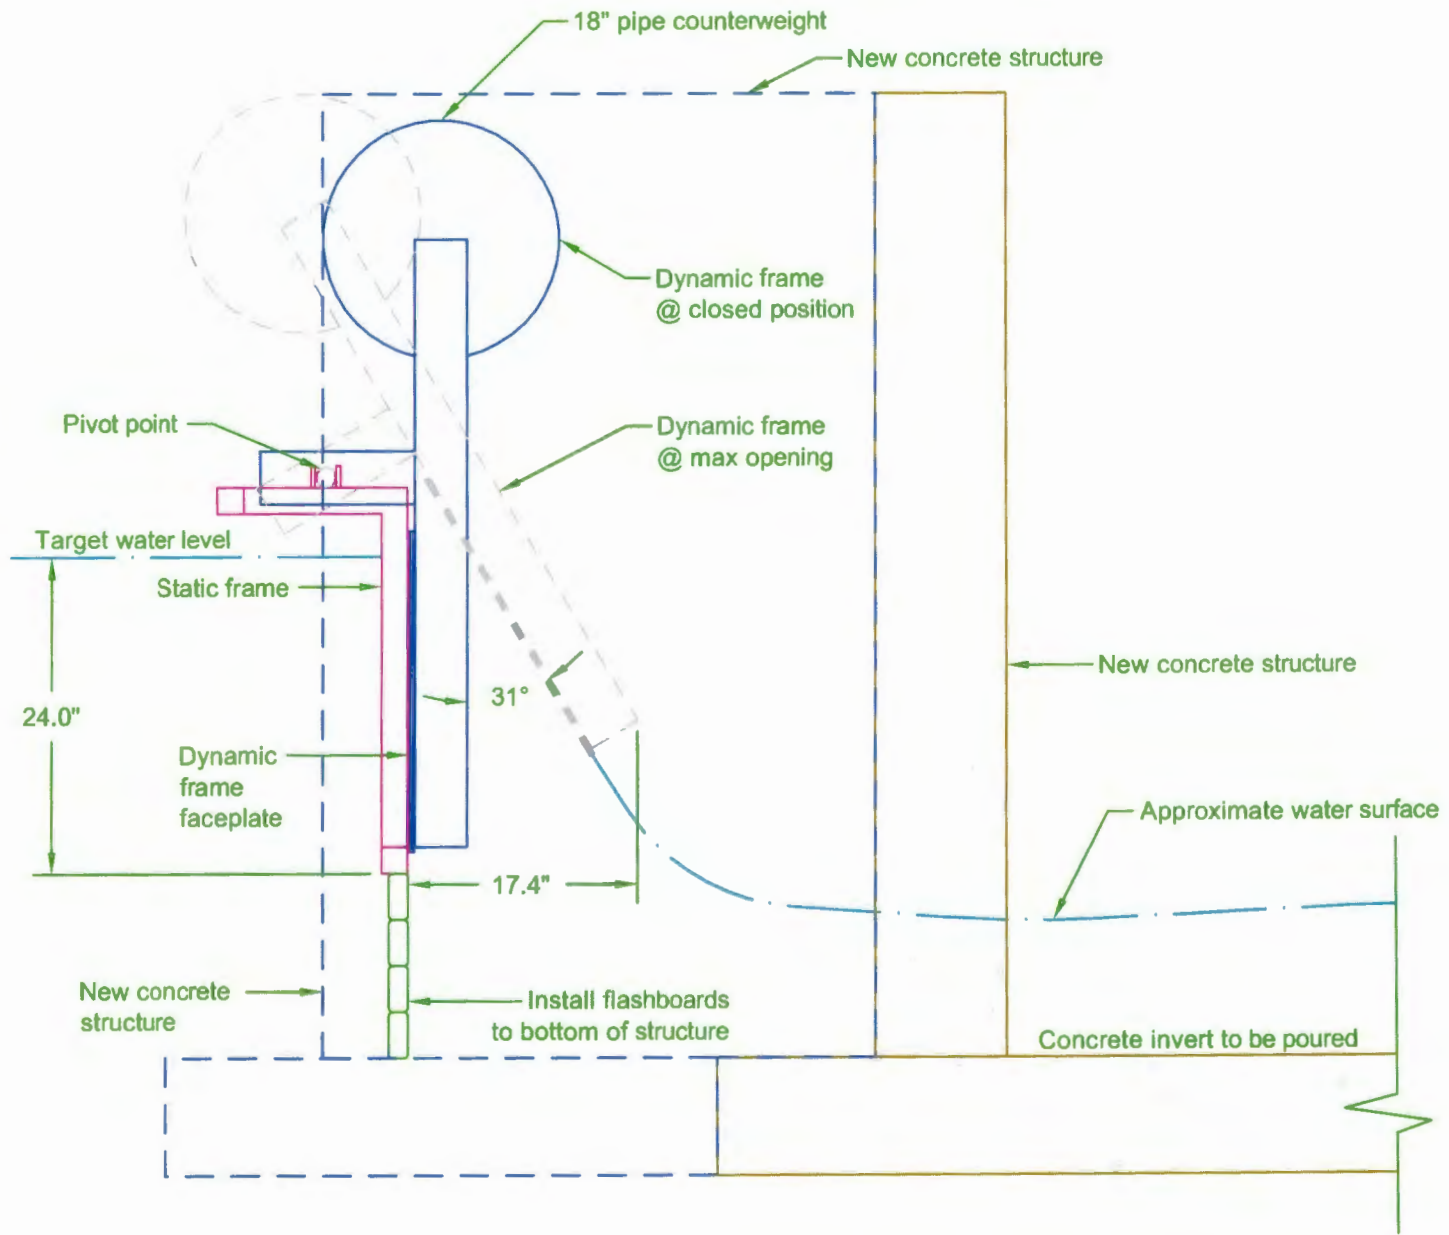 18" pipe counterweight
New concrete structure
Dynamic frame
@ closed position
Pivot point
Dynamic frame
@ max opening
Target water level
Static frame
New concrete structure
31°
24.0"
Dynamic
frame
faceplate
Approximate water surface
17.4"
New concrete
structure
Install flashboards
to bottom of structure
Concrete invert to be poured